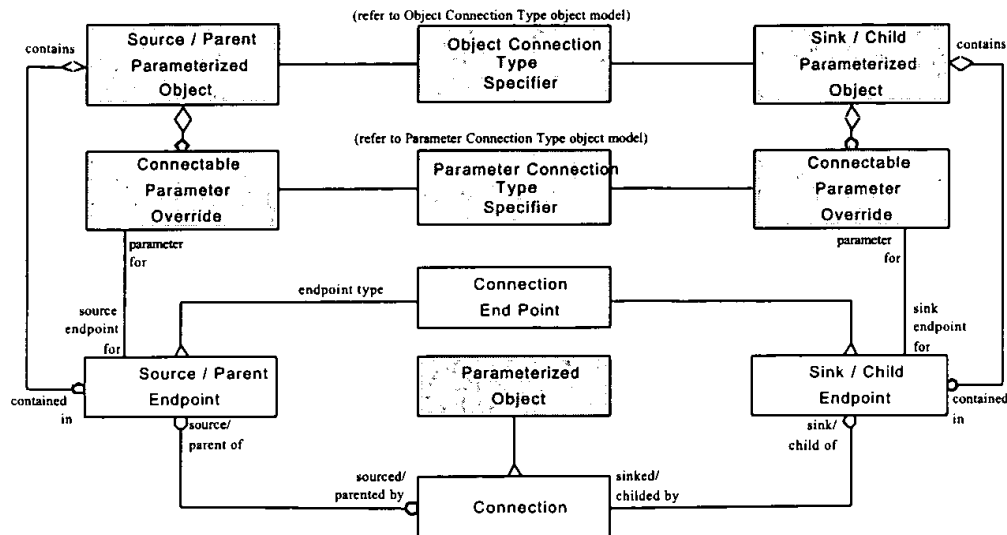 (refer to Object Connection Type object model)
contains
Source / Parent
Parameterized
Object
Object Connection
Type
Specifier
Sink / Child
Parameterized
Object
contains
(refer to Parameter Connection Type object model)
Connectable
Parameter
Override
Parameter Connection
Type
Specifier
Connectable
Parameter
Override
parameter
for
parameter
for
source
endpoint
for
endpoint type
Connection
End Point
sink
endpoint
for
Source / Parent
Endpoint
Parameterized
Object
Sink / Child
Endpoint
contained
in
contained
in
source/
parent of
sink/
child of
sourced/
parented by
Connection
sinked/
childed by